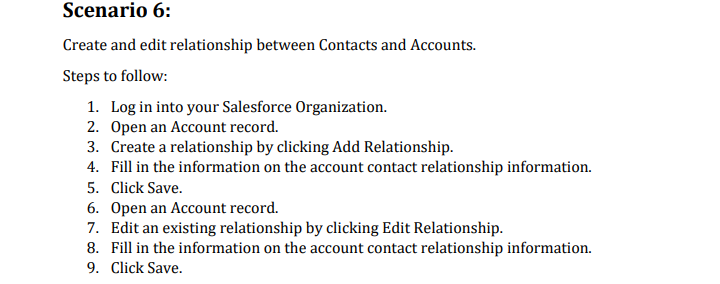 Scenario 6:
Create and edit relationship between Contacts and Accounts.
Steps to follow:
1. Log in into your Salesforce Organization.
2. Open an Account record.
3. Create a relationship by clicking Add Relationship.
4. Fill in the information on the account contact relationship information.
5. Click Save.
6. Open an Account record.
7. Edit an existing relationship by clicking Edit Relationship.
8. Fill in the information on the account contact relationship information.
9. Click Save.